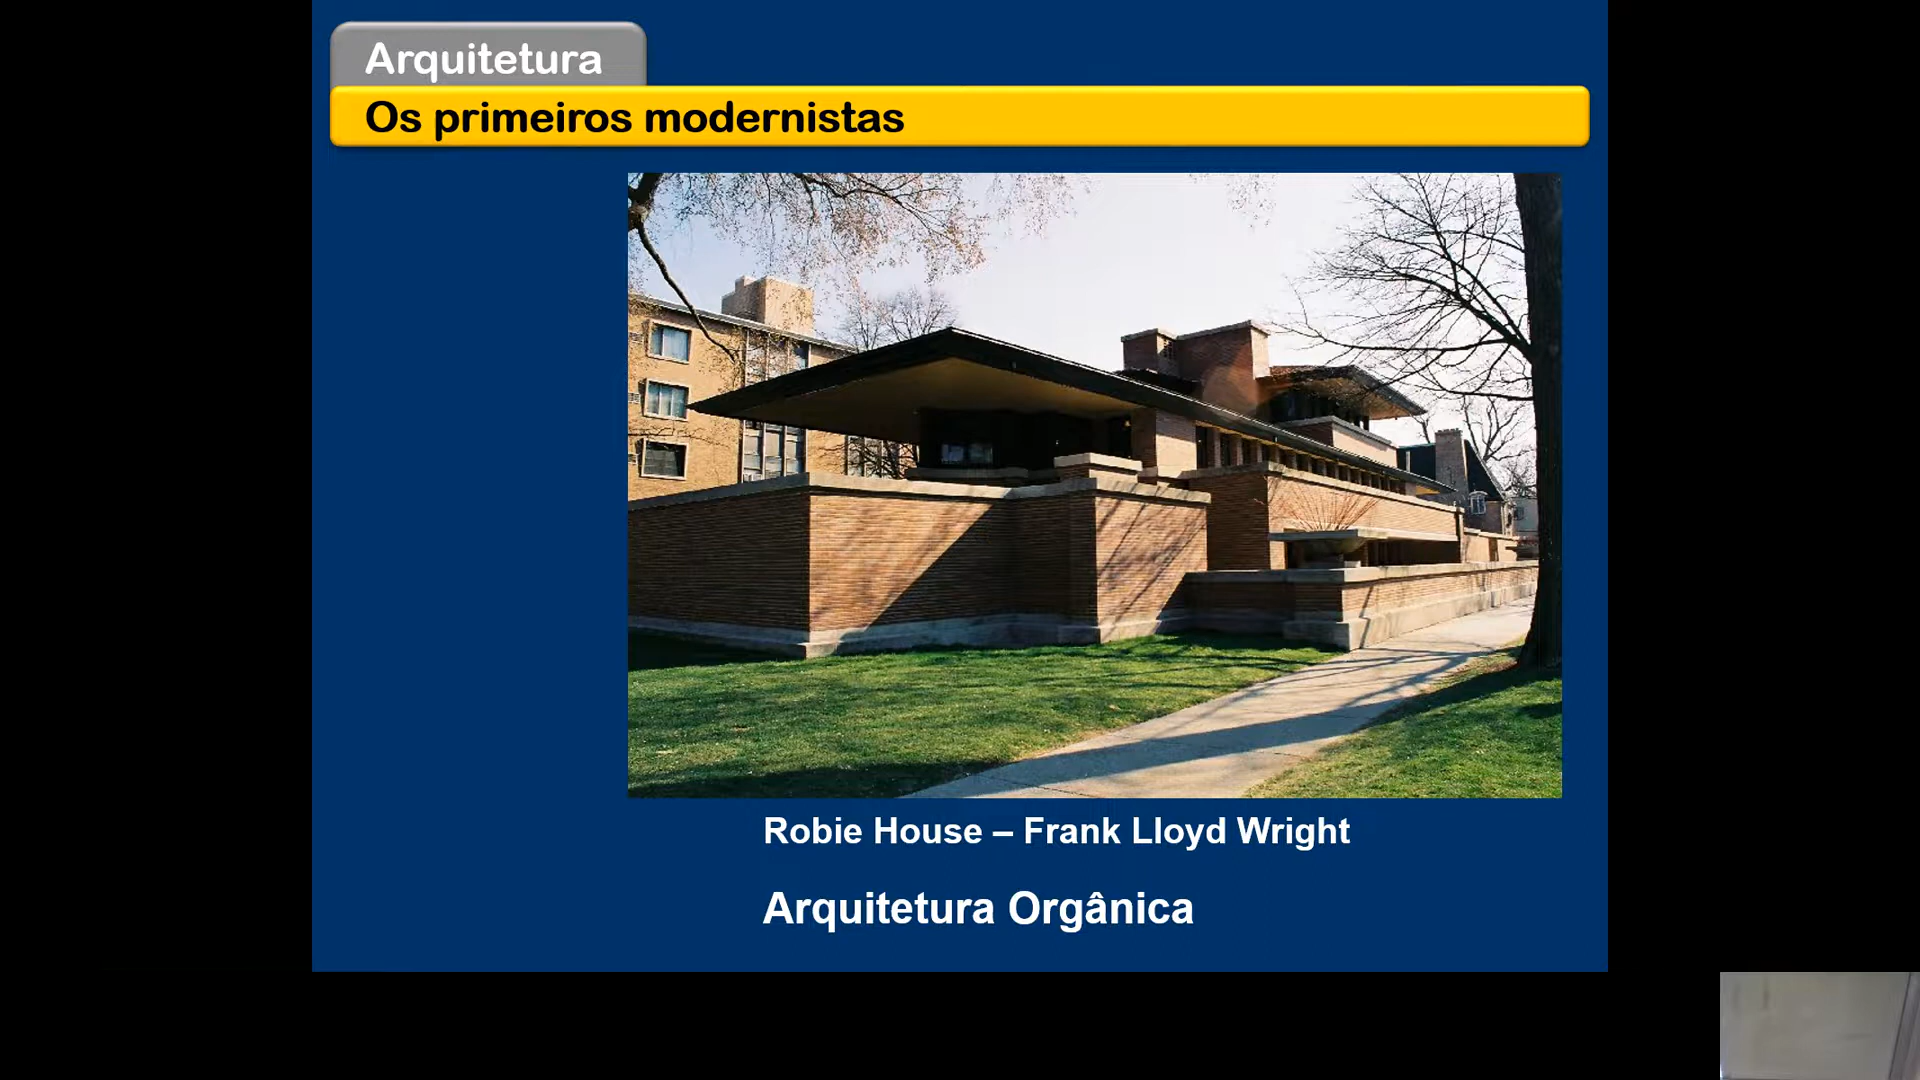 Arquitetura
Os primeiros modernistas
Robie House – Frank Lloyd Wright
Arquitetura Orgânica